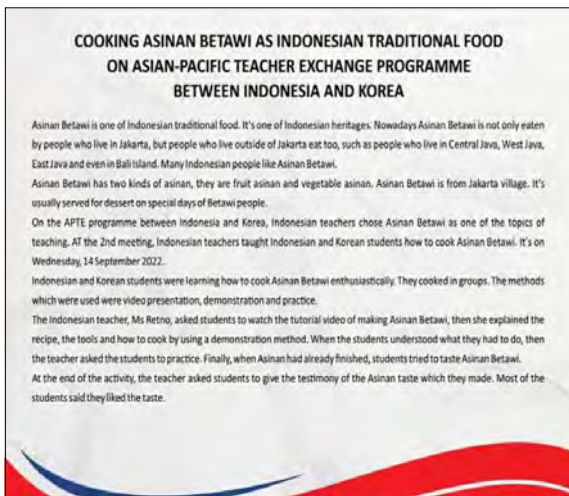 COOKING ASINAN BETAWI AS INDONESIAN TRADITIONAL FOOD
ON ASIAN-PACIFIC TEACHER EXCHANGE PROGRAMME
BETWEEN INDONESIA AND KOREA
Asinan Betawi is one of Indonesian traditional food. It's one of Indonesian heritages. Nowadays Asinan Betawi is not only eaten
by people who live in Jakarta, but people who live outside of Jakarta eat too, such as people who live in Central Java, West Java,
East Java and even in Bali Island. Many Indonesian people like Asinan Betawi.
Asinan Betawi has two kinds of asinan, they are fruit asinan and vegetable asinan. Asinan Betawi is from Jakarta village. It's
usually served for dessert on special days of Betawi people.
On the APTE programme between Indonesia and Korea, Indonesian teachers chose Asinan Betawi as one of the topics of
teaching. AT the 2nd meeting, Indonesian teachers taught Indonesian and Korean students how to cook Asinan Betawi. It's on
Wednesday, 14 September 2022.
Indonesian and Korean students were learning how to cook Asinan Betawi enthusiastically. They cooked in groups. The methods
which were used were video presentation, demonstration and practice.
The Indonesian teacher, Ms Retno, asked students to watch the tutorial video of making Asinan Betawi, then she explained the
recipe, the tools and how to cook by using a demonstration method. When the students understood what they had to do, then
the teacher asked the students to practice. Finally, when Asinan had already finished, students tried to taste Asinan Betawi.
At the end of the activity, the teacher asked students to give the testimony of the Asinan taste which they made. Most of the
students said they liked the taste.